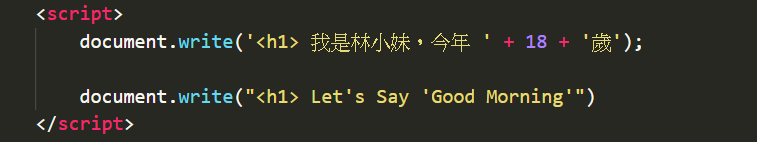 <script>
document.write('<h1> 我是林小妹，今年 ' + 18 + '歲');
document.write("<h1> Let's Say 'Good Morning'")
</script>